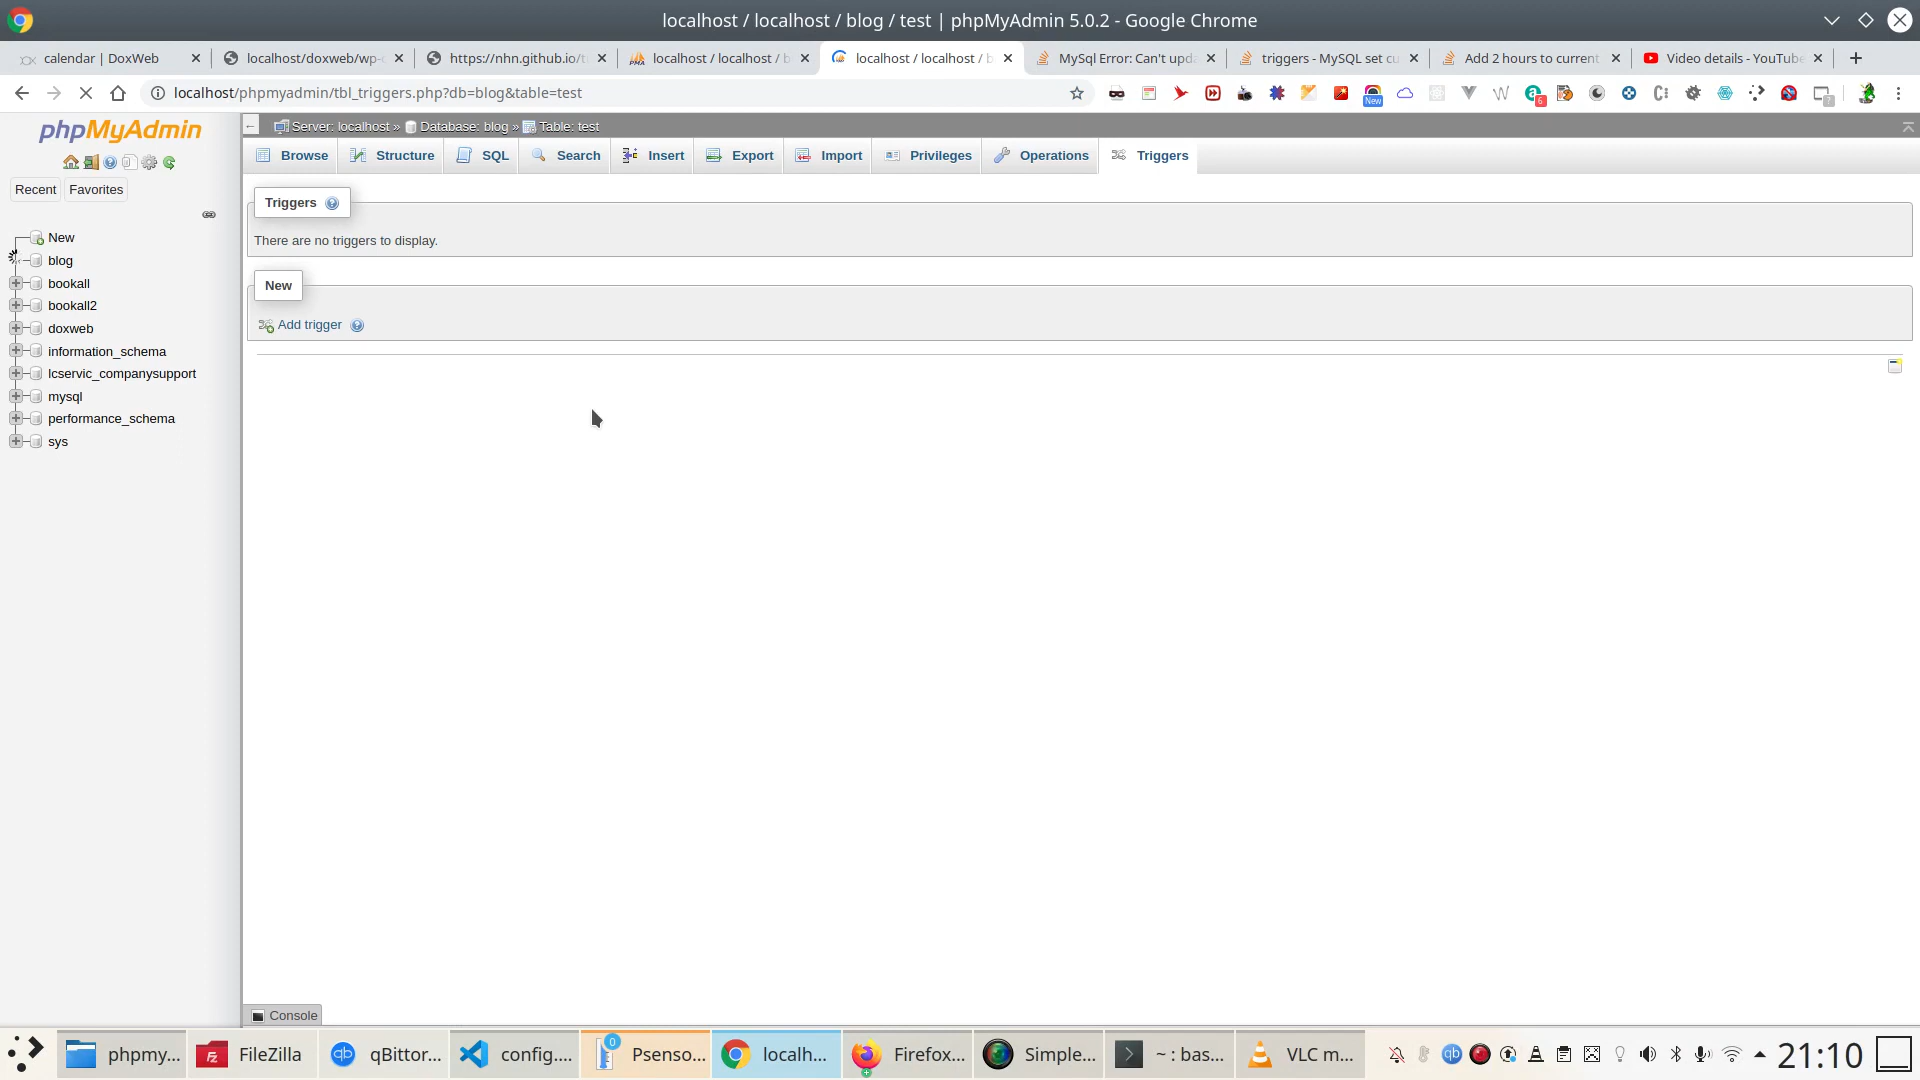 localhost / localhost / blog / test | phpMyAdmin 5.0.2 - Google Chrome
calendar | DoxWeb
localhost/doxweb/wp-c
https://nhn.github.io/t
localhost / localhost / b
localhost / localhost / b
MySql Error: Can't upda
triggers - MySQL set cu
Add 2 hours to current
Video details - YouTube
localhost/phpmyadmin/tbl_triggers.php?db=blog&table=test
New
6
phpMyAdmin
Server: localhost » Database: blog » Table: test
Browse
Structure
SQL
Search
Insert
Export
Import
Privileges
Operations
Triggers
Recent
Favorites
Triggers
There are no triggers to display.
New
Add trigger
New
blog
bookall
bookall2
doxweb
information_schema
lcservic_companysupport
mysql
performance_schema
sys
Console
phpmy...
FileZilla
qBittor...
config....
0
Psenso...
localh...
Firefox...
Simple...
~ : bas...
VLC m...
21:10